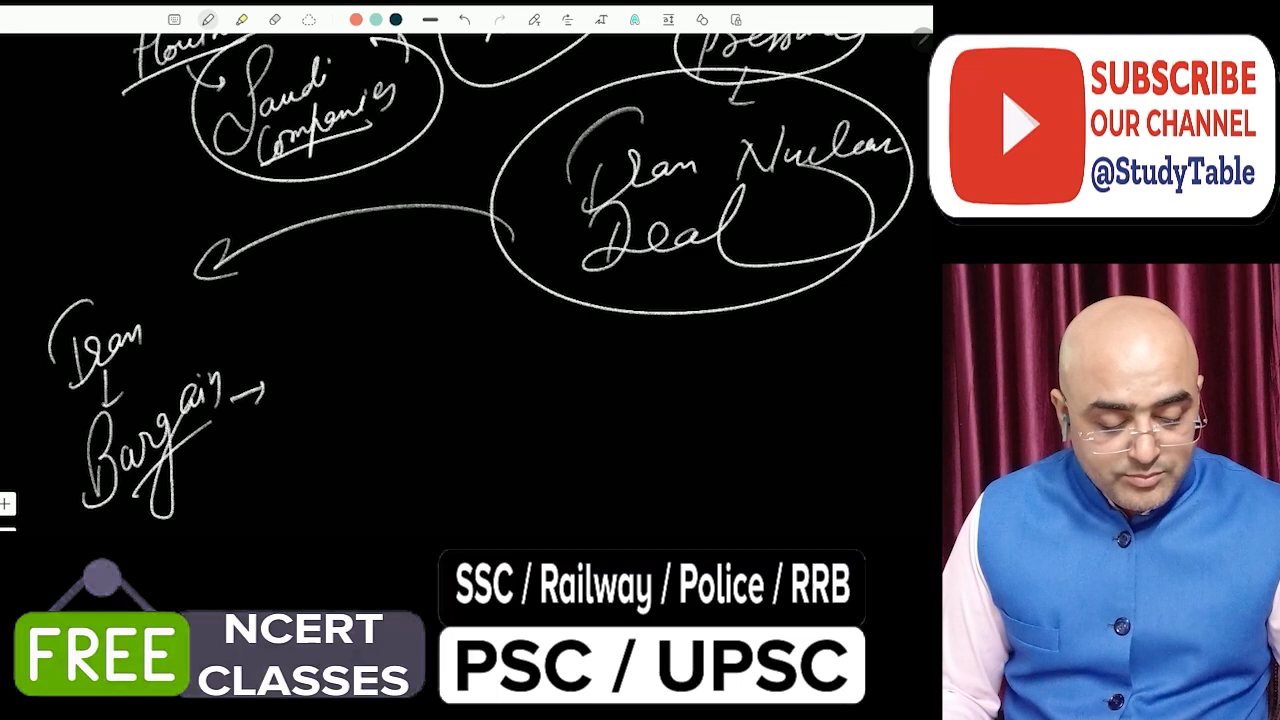 Saudi
Companies
Iran Nuclear
Deal
Iran
Bargain
SUBSCRIBE
OUR CHANNEL
@StudyTable
FREE
NCERT
CLASSES
SSC / Railway / Police / RRB
PSC / UPSC